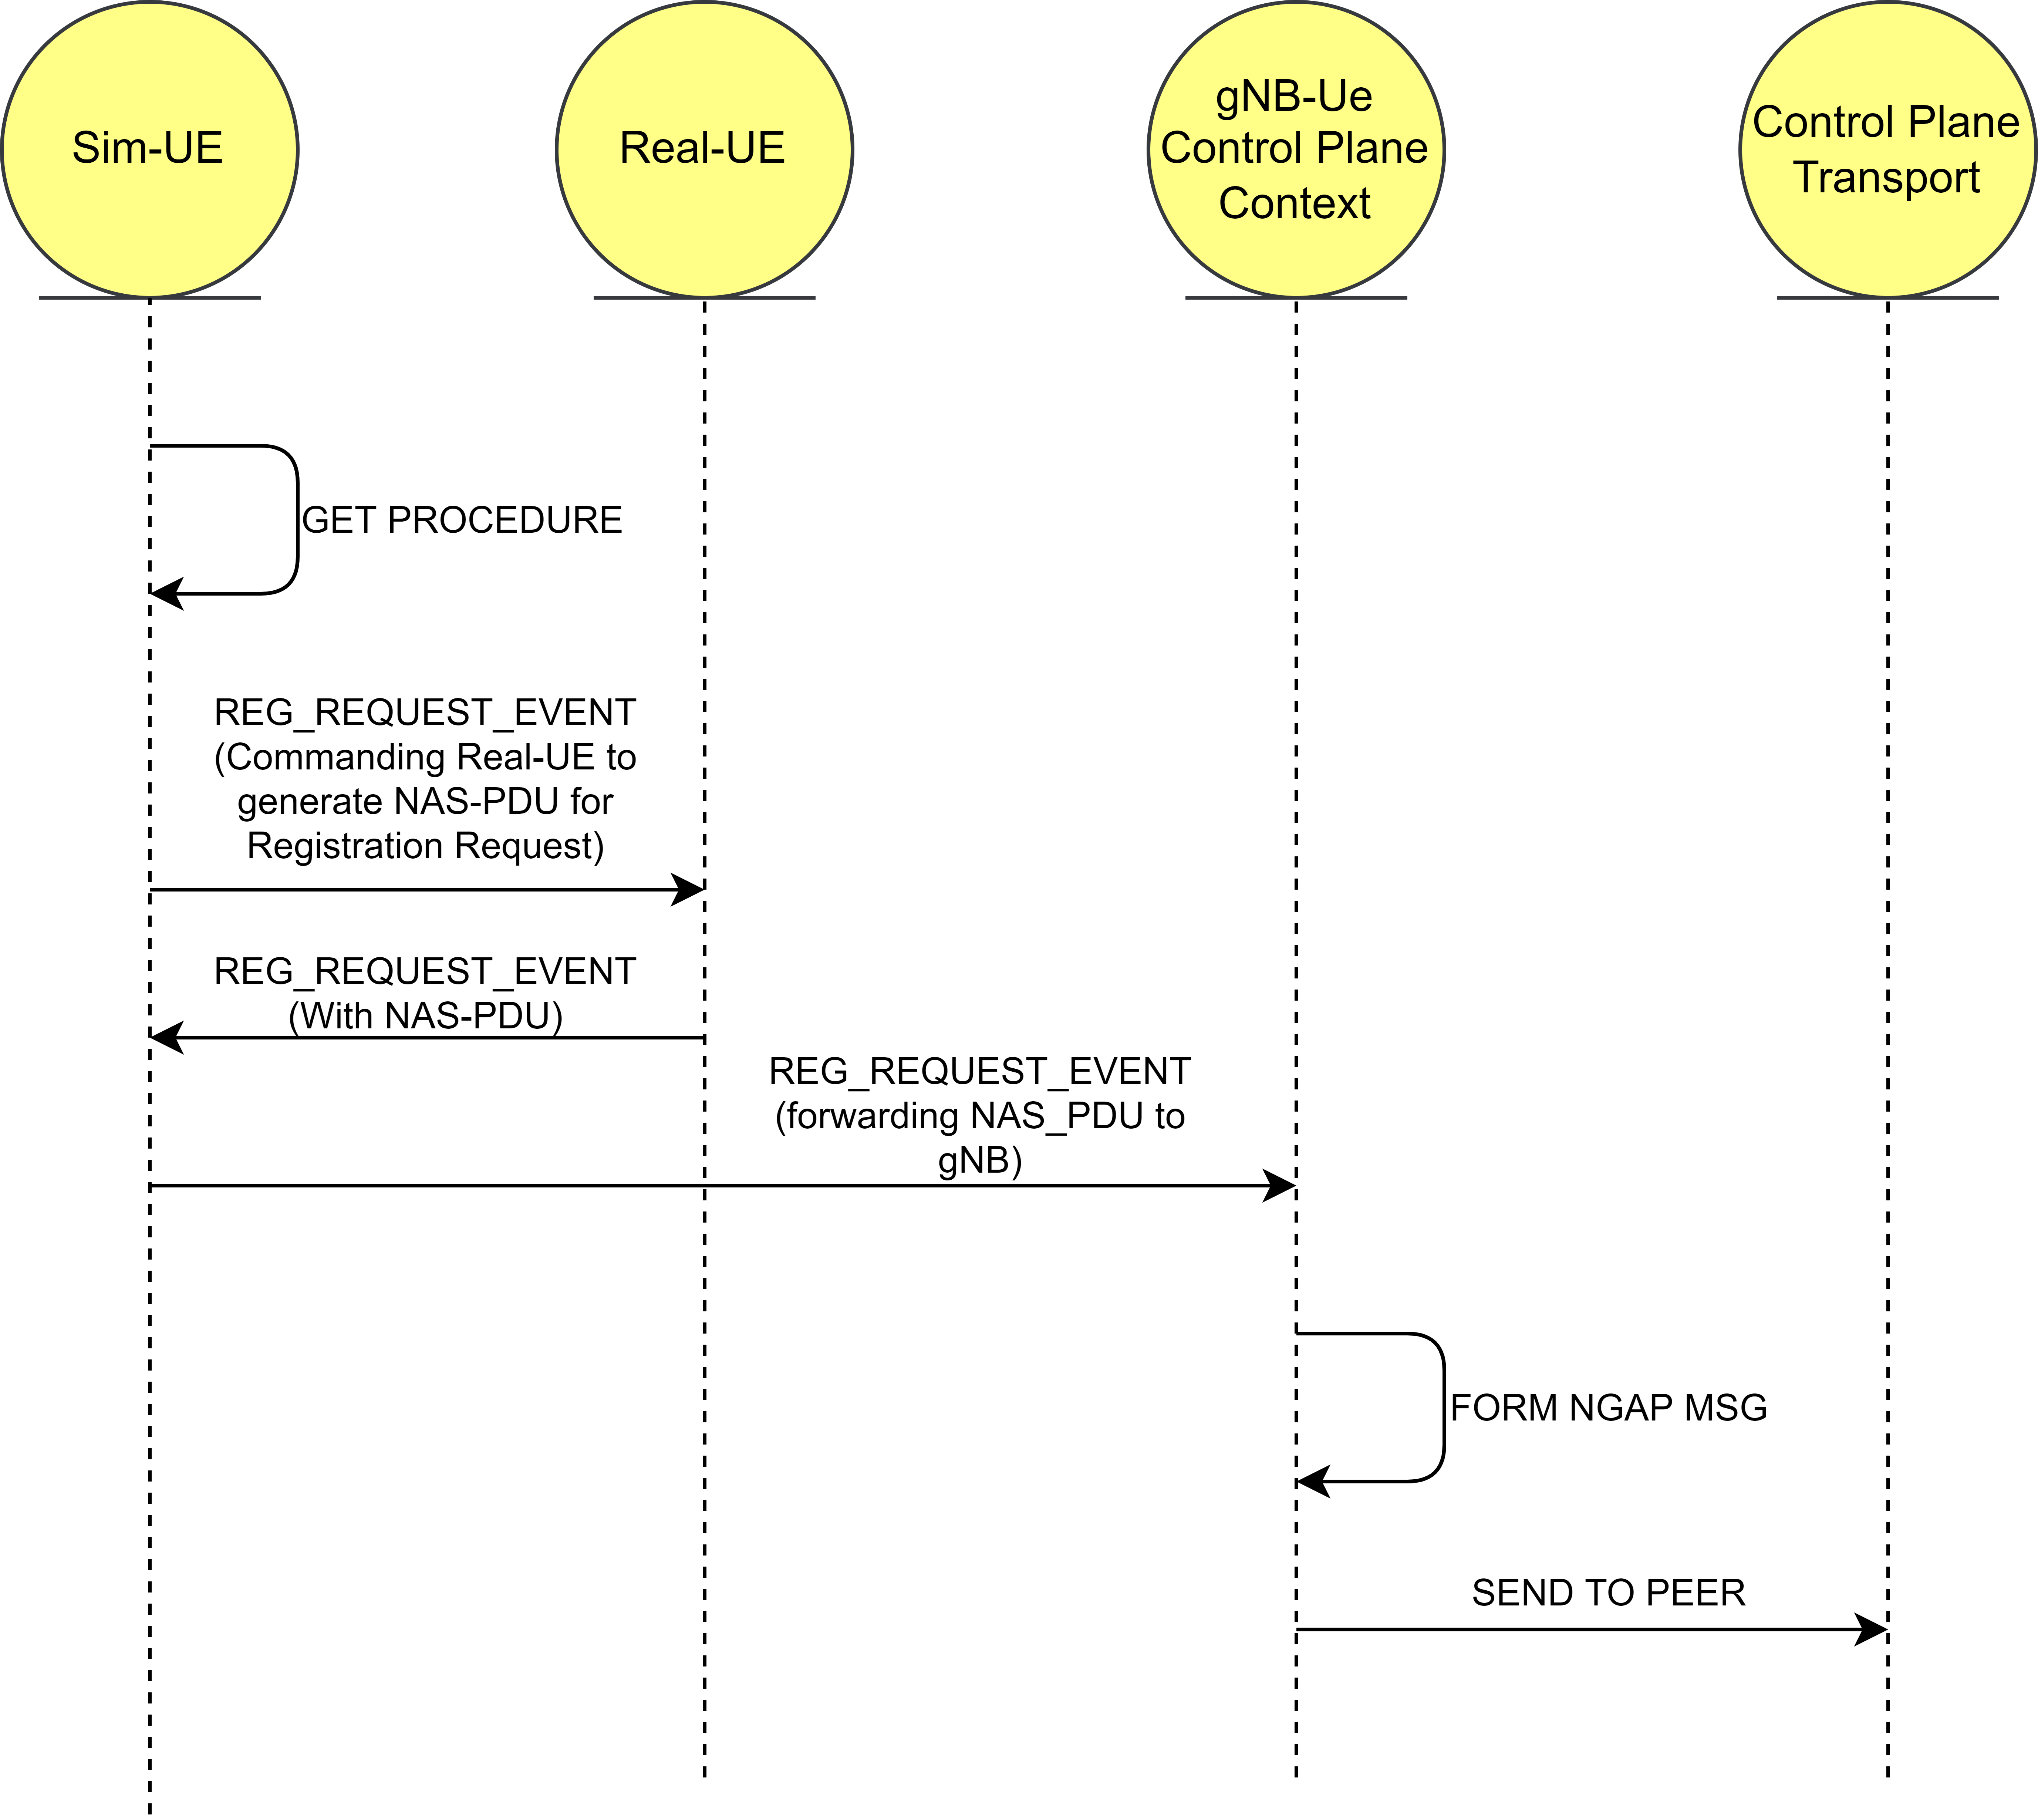 Sim-UE
Real-UE
gNB-Ue
Control Plane
Context
Control Plane
Transport
GET PROCEDURE
REG_REQUEST_EVENT
(Commanding Real-UE to
generate NAS-PDU for
Registration Request)
REG_REQUEST_EVENT
(With NAS-PDU)
REG_REQUEST_EVENT
(forwarding NAS_PDU to
gNB)
FORM NGAP MSG
SEND TO PEER